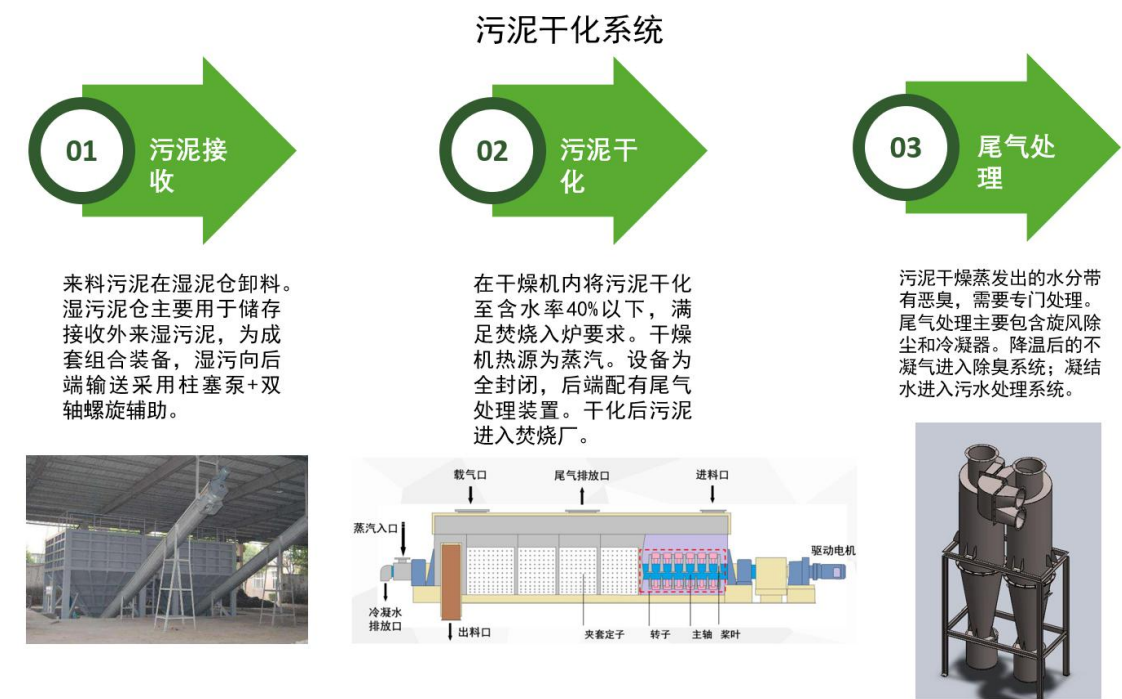 污泥干化系统
01
污泥接
收
来料污泥在湿泥仓卸料。
湿污泥仓主要用于储存
接收外来湿污泥，为成
套组合装备，湿污向后
端输送采用柱塞泵+双
轴螺旋辅助。
02
污泥干
化
在干燥机内将污泥干化
至含水率40%以下，满
足焚烧入炉要求。干燥
机热源为蒸汽。设备为
全封闭，后端配有尾气
处理装置。干化后污泥
进入焚烧厂。
03
尾气处
理
污泥干燥蒸发出的水分带
有恶臭，需要专门处理。
尾气处理主要包含旋风除
尘和冷凝器。降温后的不
凝气进入除臭系统；凝结
水进入污水处理系统。
载气口
尾气排放口
进料口
蒸汽入口
驱动电机
冷凝水
排放口
出料口
夹套定子
转子
主轴
桨叶